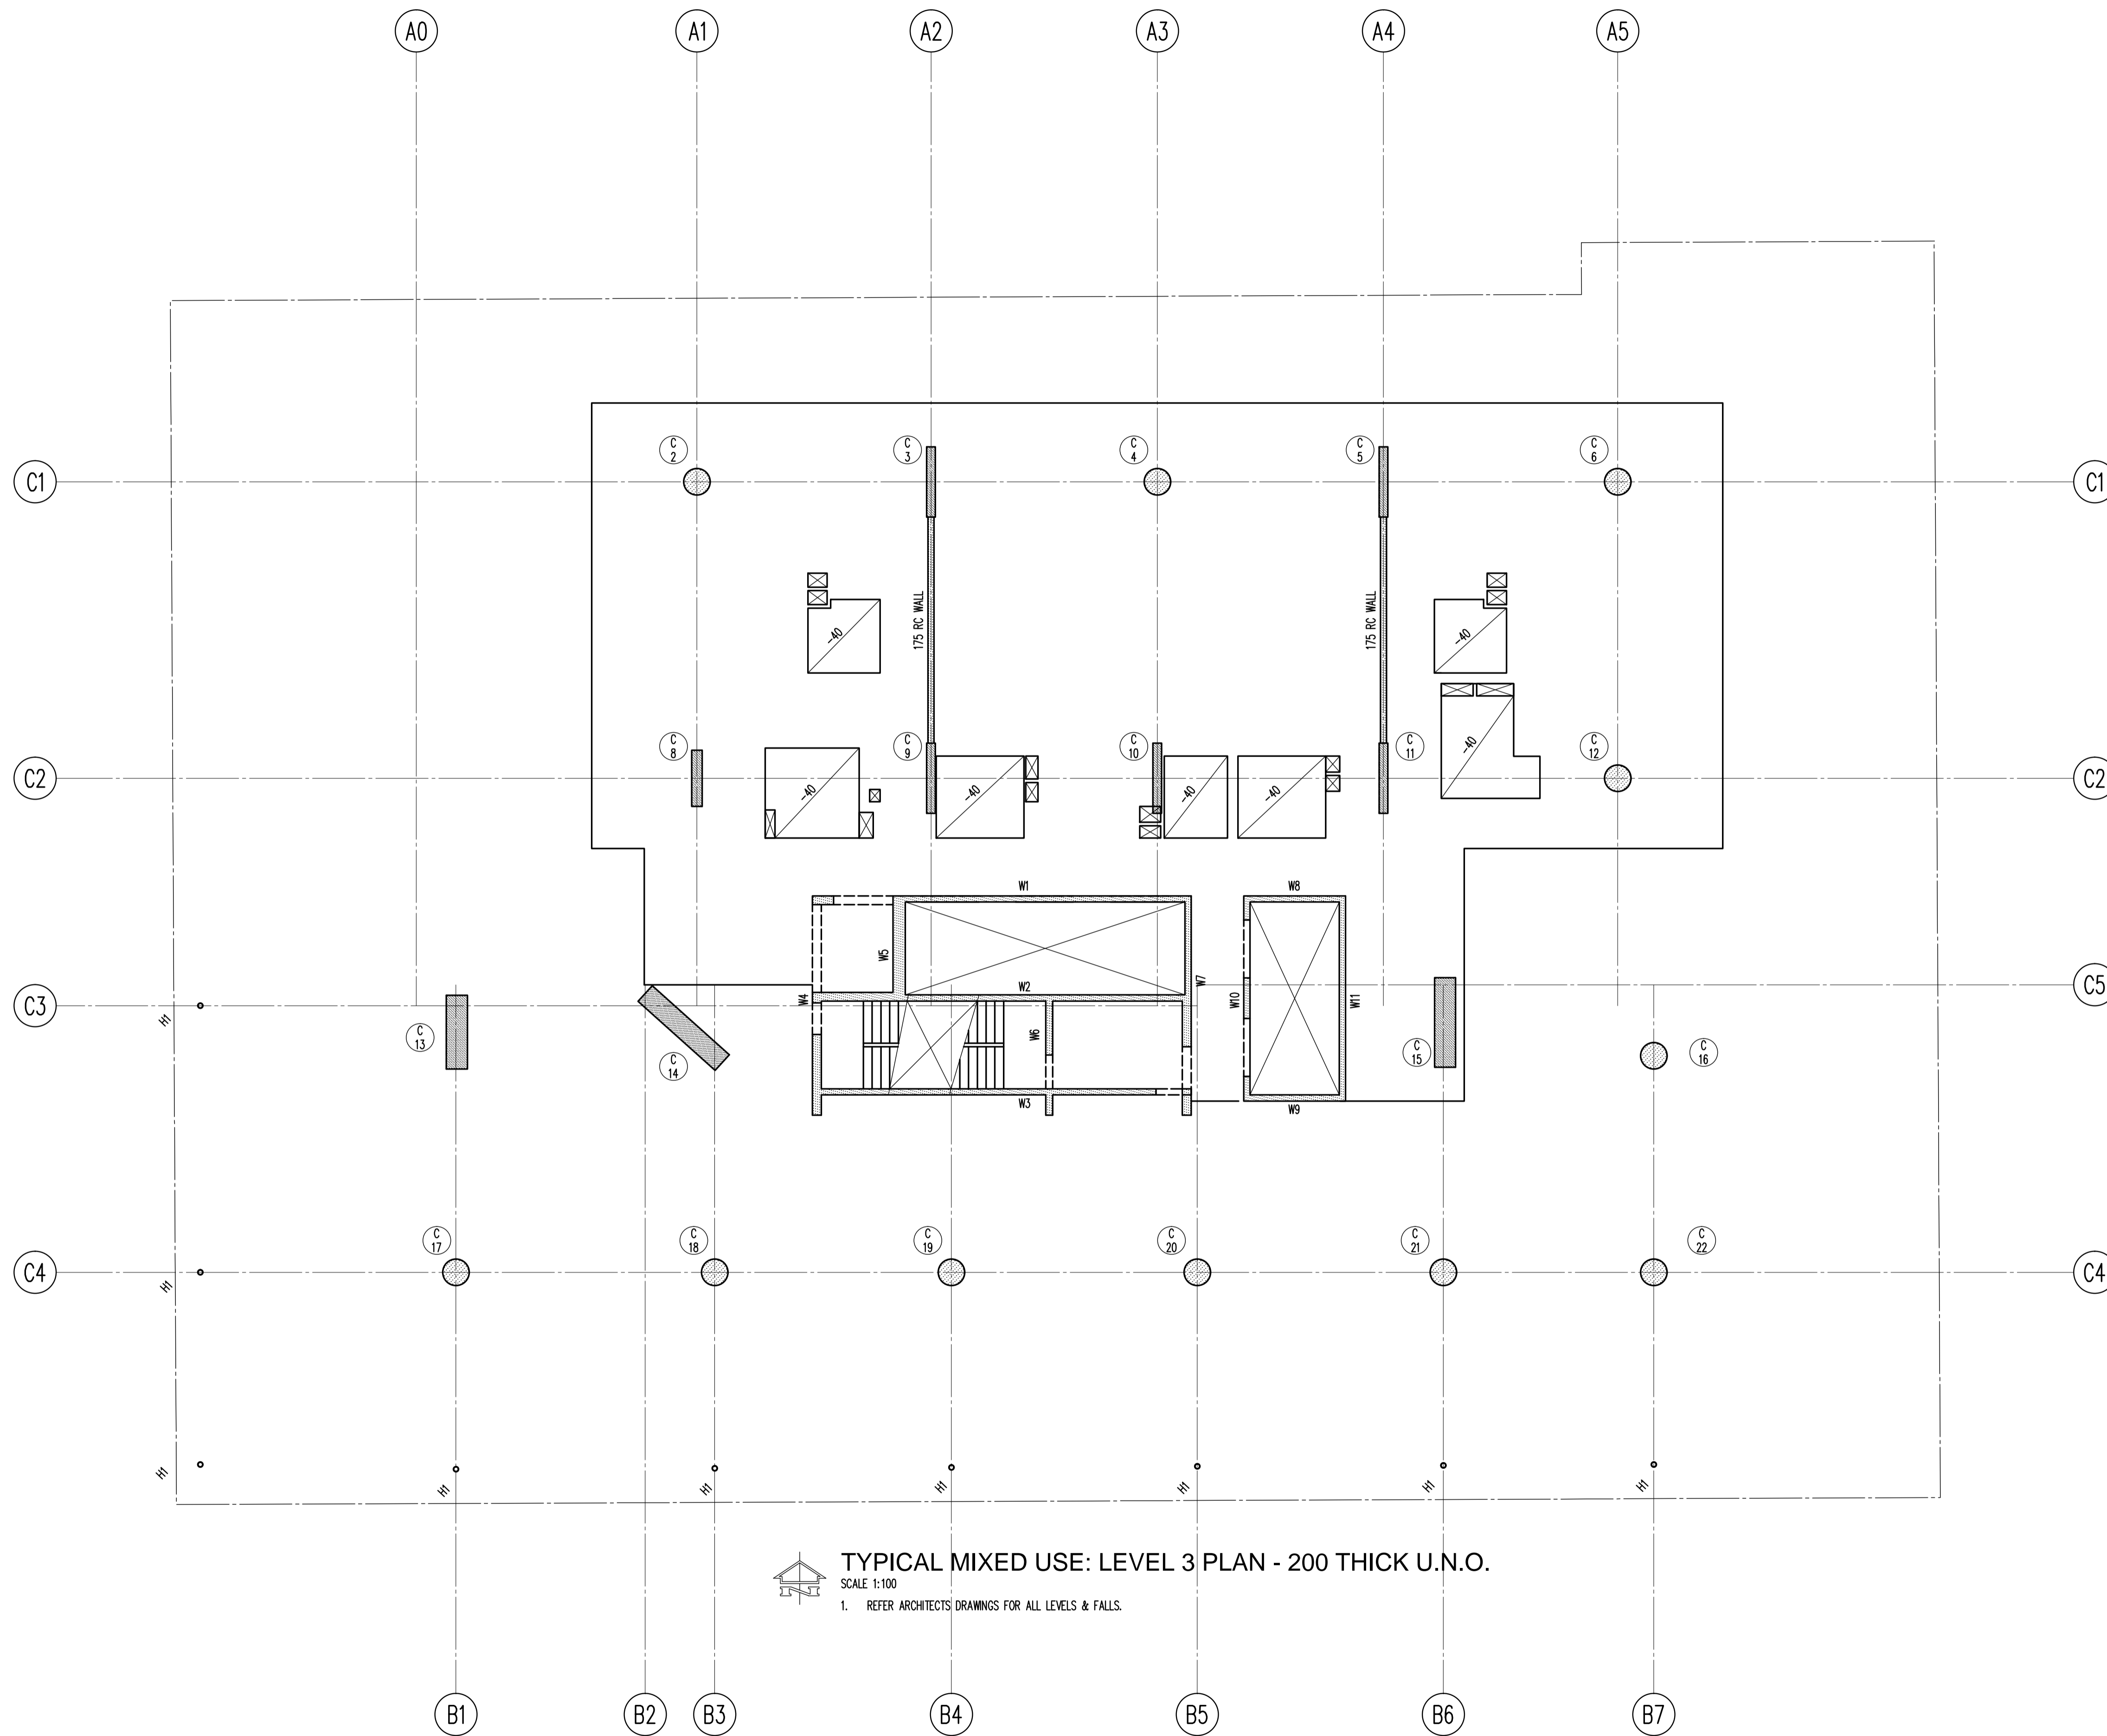 A0
A1
A2
A3
A4
A5
C1
C
2
C
3
C
4
C
5
C
6
C1
175 RC WALL
175 RC WALL
-40
-40
C2
C
8
C
9
C
10
C
11
C
12
C2
-40
-40
-40
-40
-40
W1
W8
W5
W2
W7
W4
W10
W11
W6
W3
W9
C3
C5
H1
C
13
C
14
C
15
C
16
C4
C
17
C
18
C
19
C
20
C
21
C
22
C4
H1
H1
H1
H1
H1
H1
H1
H1
TYPICAL MIXED USE: LEVEL 3 PLAN - 200 THICK U.N.O.
SCALE 1:100
1. REFER ARCHITECTS DRAWINGS FOR ALL LEVELS & FALLS.
N
B1
B2
B3
B4
B5
B6
B7